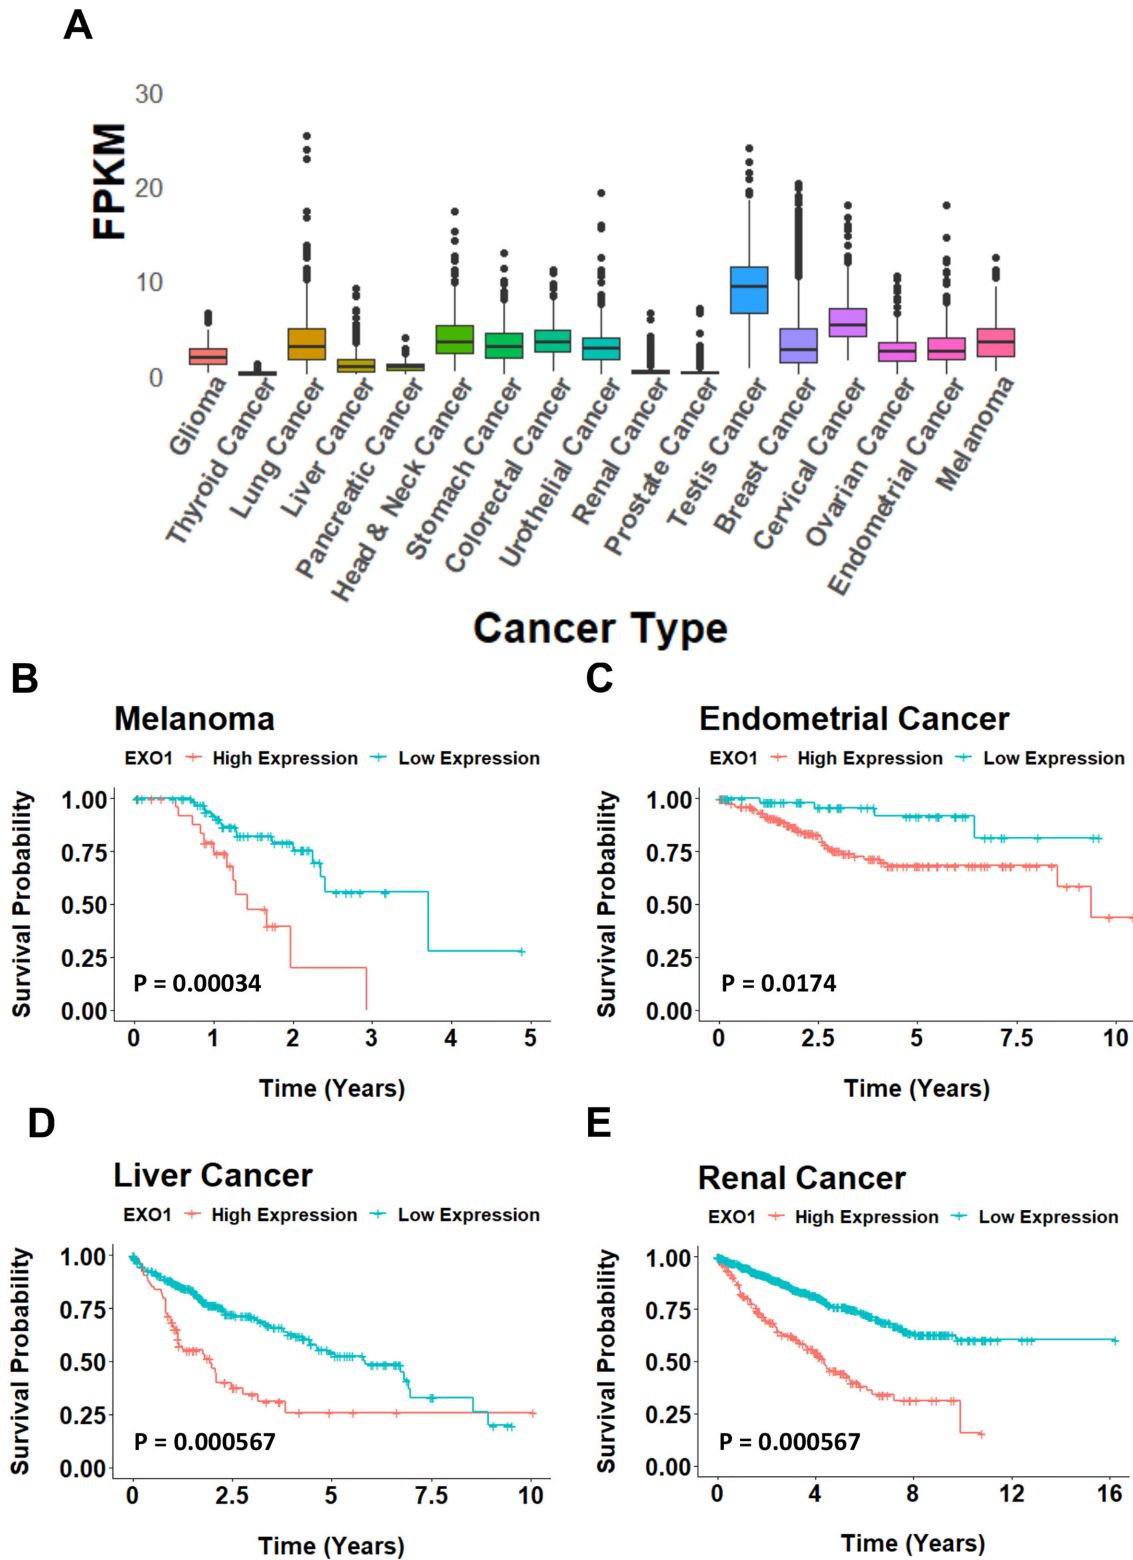 A
30
20
10
0
FPKM
Glioma
Thyroid Cancer
Lung Cancer
Liver Cancer
Pancreatic Cancer
Head & Neck Cancer
Stomach Cancer
Colorectal Cancer
Urothelial Cancer
Renal Cancer
Prostate Cancer
Testis Cancer
Breast Cancer
Cervical Cancer
Ovarian Cancer
Endometrial Cancer
Melanoma
Cancer Type
B
Melanoma
EXO1 High Expression Low Expression
Survival Probability
1.00
0.75
0.50
0.25
0.00
P = 0.00034
0 1 2 3 4 5
Time (Years)
C
Endometrial Cancer
EXO1 High Expression Low Expression
Survival Probability
1.00
0.75
0.50
0.25
0.00
P = 0.0174
0 2.5 5 7.5 10
Time (Years)
D
Liver Cancer
EXO1 High Expression Low Expression
Survival Probability
1.00
0.75
0.50
0.25
0.00
P = 0.000567
0 2.5 5 7.5 10
Time (Years)
E
Renal Cancer
EXO1 High Expression Low Expression
Survival Probability
1.00
0.75
0.50
0.25
0.00
P = 0.000567
0 4 8 12 16
Time (Years)